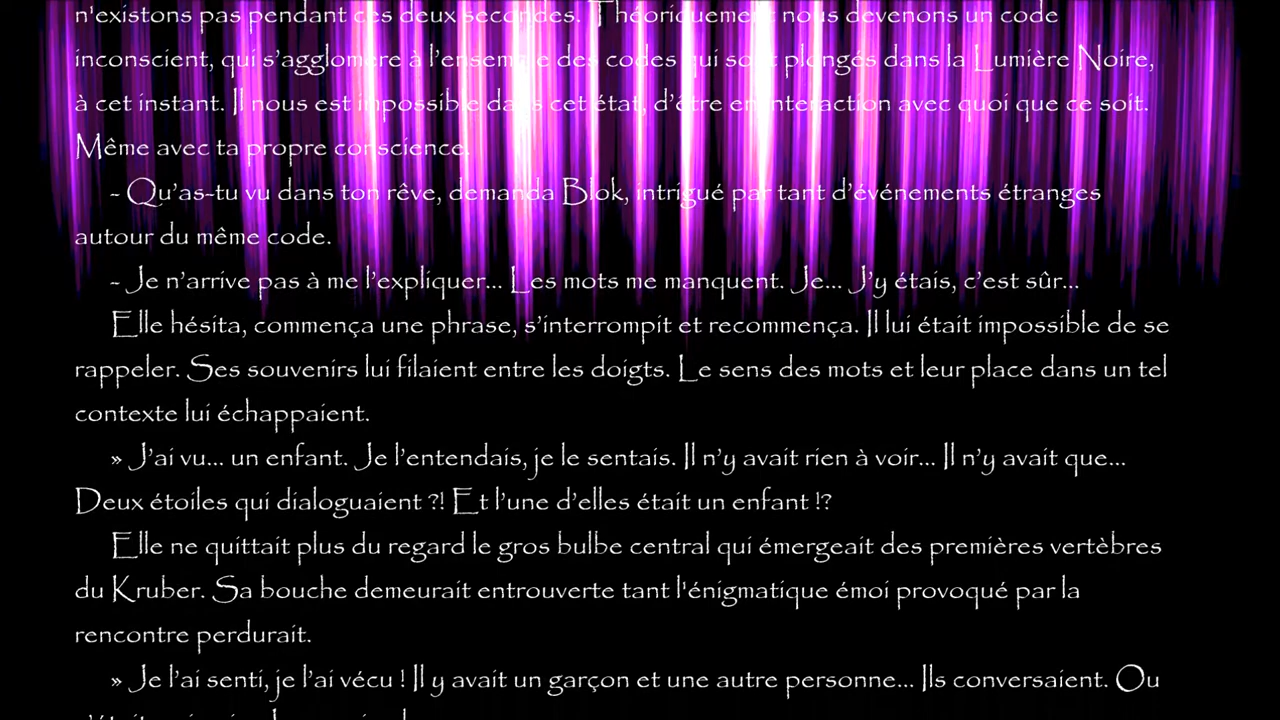 n'existons pas pendant ces deux secondes. Théoriquement nous devenons un code
inconscient, qui s’agglomère à l’ensemble des codes qui sont plongés dans la Lumière Noire,
à cet instant. Il nous est impossible dans cet état, d’être en interaction avec quoi que ce soit.
Même avec ta propre conscience.
- Qu’as-tu vu dans ton rêve, demanda Blok, intrigué par tant d’événements étranges
autour du même code.
- Je n’arrive pas à me l’expliquer... Les mots me manquent. Je... J’y étais, c’est sûr...
Elle hésita, commença une phrase, s’interrompit et recommença. Il lui était impossible de se
rappeler. Ses souvenirs lui filaient entre les doigts. Le sens des mots et leur place dans un tel
contexte lui échappaient.
» J’ai vu... un enfant. Je l’entendais, je le sentais. Il n’y avait rien à voir... Il n’y avait que...
Deux étoiles qui dialoguaient ?! Et l’une d’elles était un enfant !?
Elle ne quittait plus du regard le gros bulbe central qui émergeait des premières vertèbres
du Kruber. Sa bouche demeurait entrouverte tant l'énigmatique émoi provoqué par la
rencontre perdurait.
» Je l’ai senti, je l’ai vécu ! Il y avait un garçon et une autre personne... Ils conversaient. Ou